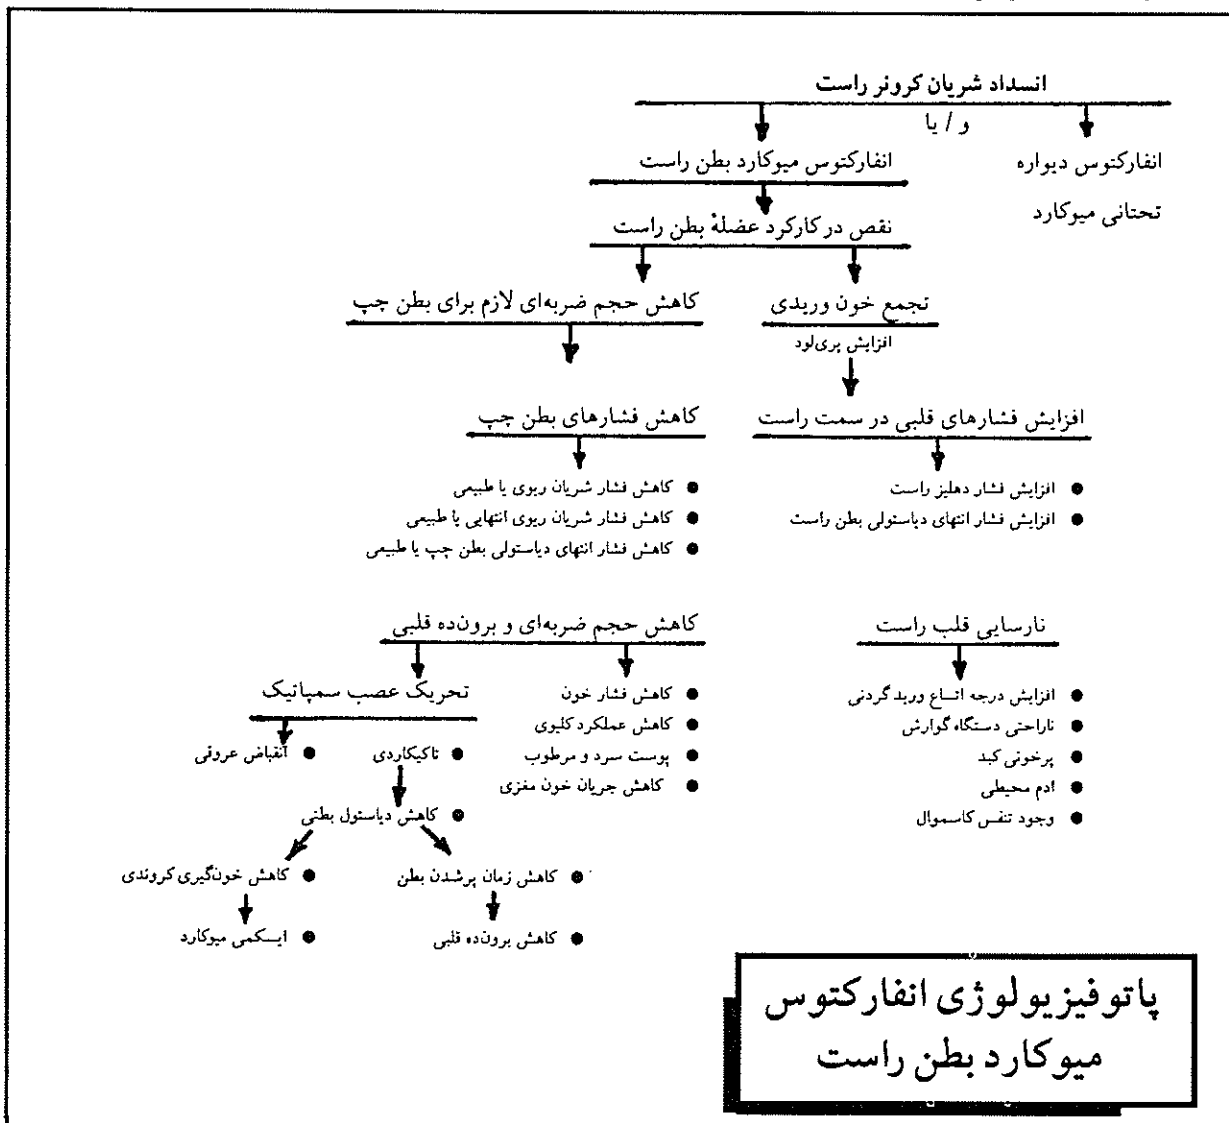 انسداد شریان کرونر راست
و / یا
انفارکتوس دیواره
تحتانی میوکارد
انفارکتوس میوکارد بطن راست
نقص در کارکرد عضلهٔ بطن راست
تجمع خون وریدی
افزایش پری‌لود
کاهش حجم ضربه‌ای لازم برای بطن چپ
افزایش فشارهای قلبی در سمت راست
● افزایش فشار دهلیز راست
● افزایش فشار انتهای دیاستولی بطن راست
کاهش فشارهای بطن چپ
● کاهش فشار شریان ریوی یا طبیعی
● کاهش فشار شریان ریوی انتهایی یا طبیعی
● کاهش فشار انتهای دیاستولی بطن چپ یا طبیعی
نارسایی قلب راست
● افزایش درجه اتساع ورید گردنی
● ناراحتی دستگاه گوارش
● پرخونی کبد
● ادم محیطی
● وجود تنفس کاسموال
کاهش حجم ضربه‌ای و برون‌ده قلبی
● کاهش فشار خون
● کاهش عملکرد کلیوی
● پوست سرد و مرطوب
● کاهش جریان خون مغزی
تحریک عصب سمپاتیک
● تاکیکاردی
● انقباض عروقی
● کاهش دیاستول بطنی
● کاهش زمان پرشدن بطن
● کاهش خون‌گیری کروندی
● کاهش برون‌ده قلبی
● ایسکمی میوکارد
پاتوفیزیولوژی انفارکتوس
میوکارد بطن راست